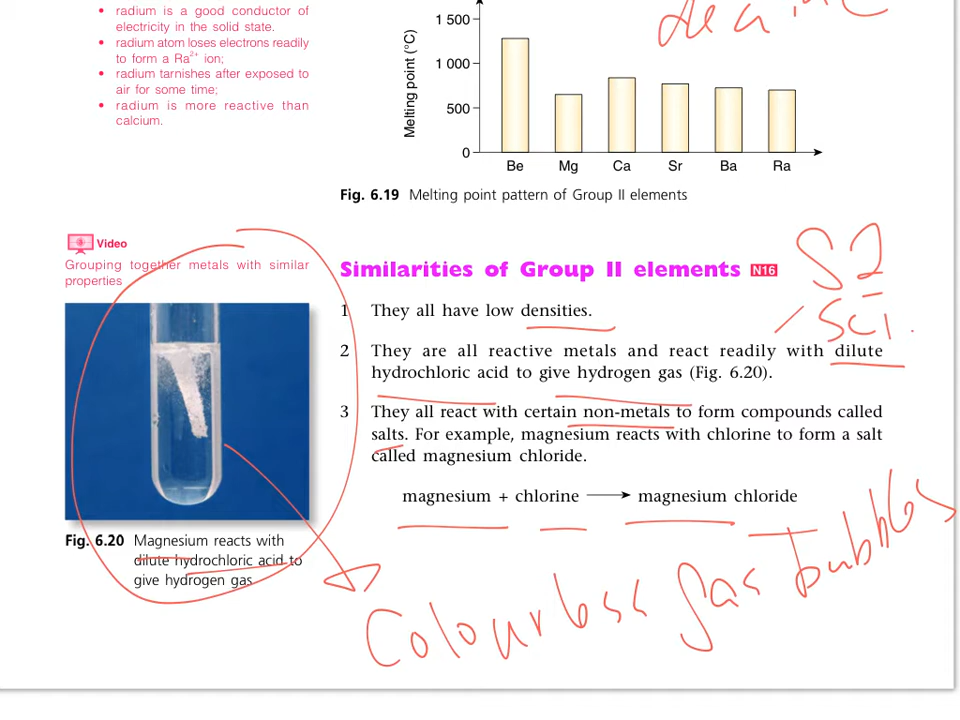 • radium is a good conductor of
electricity in the solid state.
• radium atom loses electrons readily
to form a Ra²⁺ ion;
• radium tarnishes after exposed to
air for some time;
• radium is more reactive than
calcium.
Melting point (°C)
1 500
1 000
500
0
Be Mg Ca Sr Ba Ra
Fig. 6.19 Melting point pattern of Group II elements
Video
Grouping together metals with similar
properties
Fig. 6.20 Magnesium reacts with
dilute hydrochloric acid to
give hydrogen gas
Similarities of Group II elements N16
S2
SCI.
1 They all have low densities.
2 They are all reactive metals and react readily with dilute
hydrochloric acid to give hydrogen gas (Fig. 6.20).
3 They all react with certain non-metals to form compounds called
salts. For example, magnesium reacts with chlorine to form a salt
called magnesium chloride.
magnesium + chlorine ⟶ magnesium chloride
Colourless gas bubbles